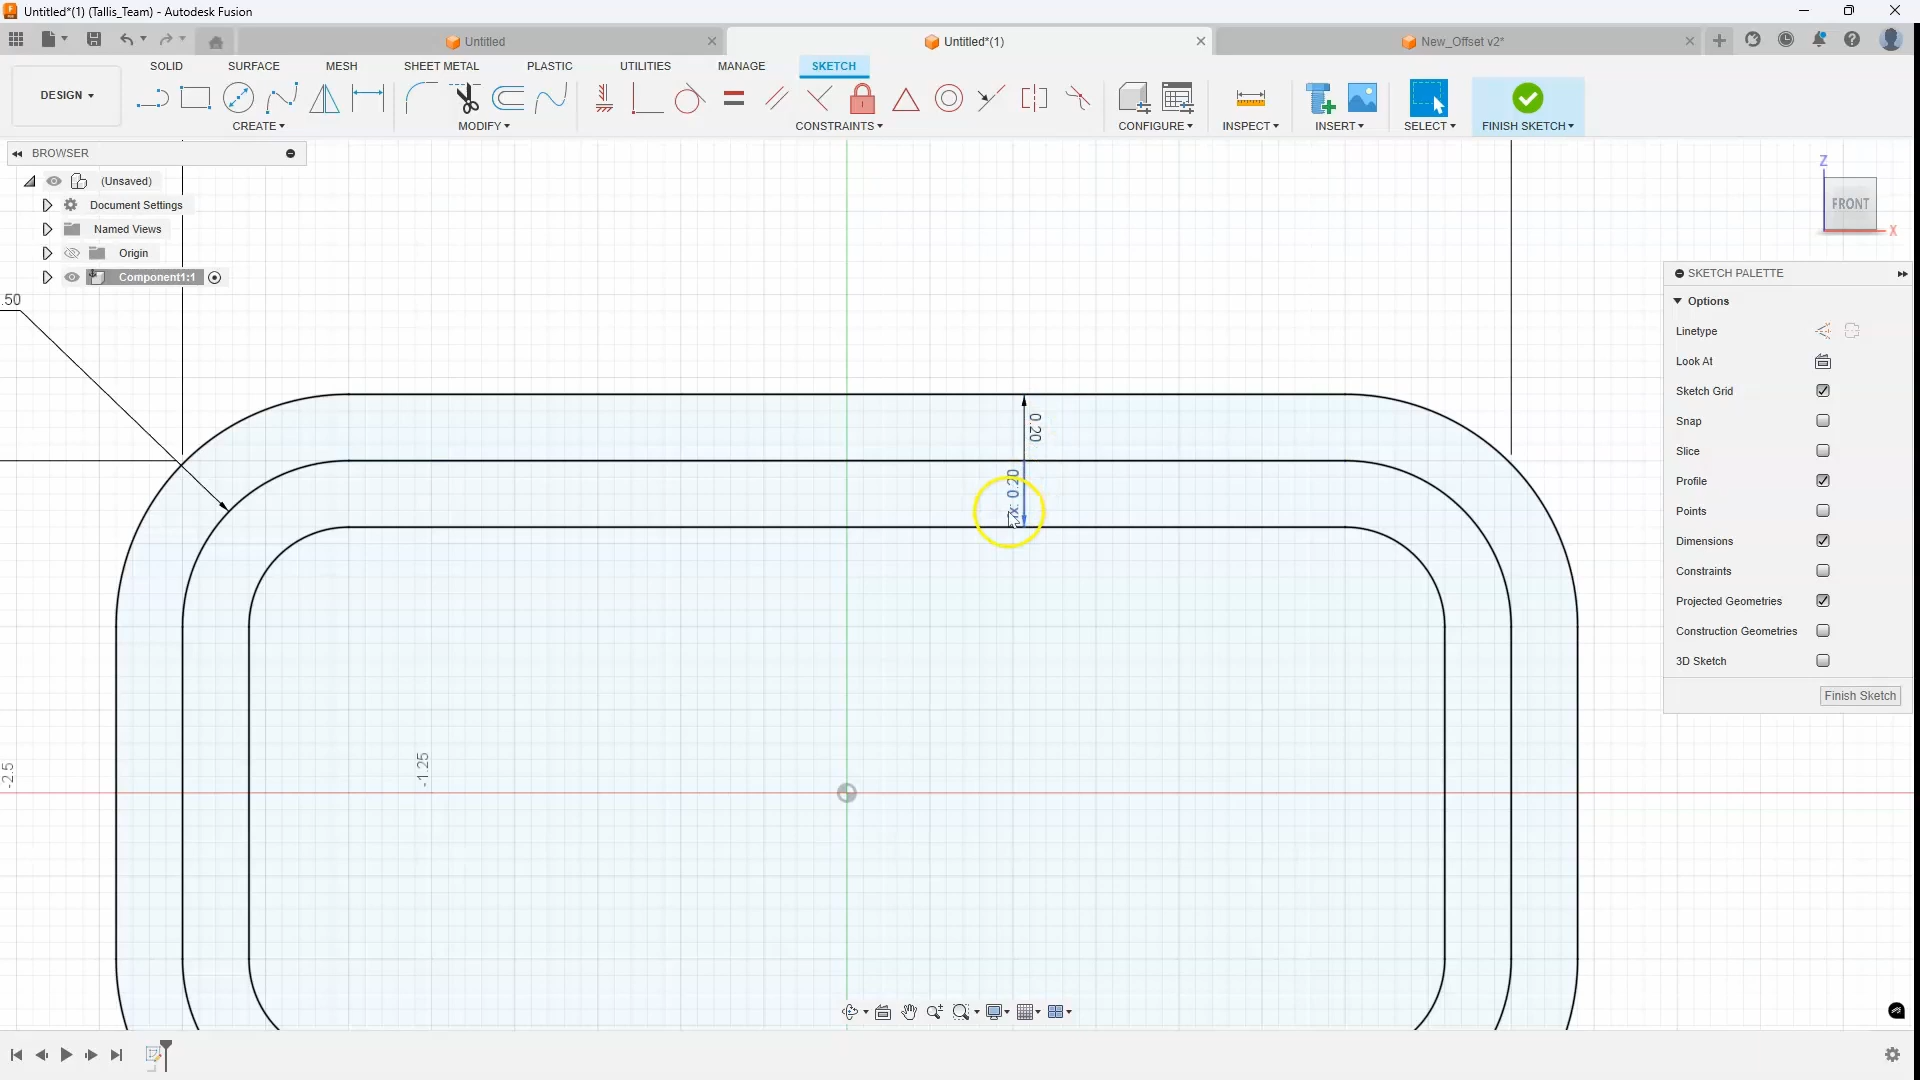 Untitled*(1) (Tallis_Team) - Autodesk Fusion
Untitled
Untitled*(1)
New_Offset v2*
SOLID
SURFACE
MESH
SHEET METAL
PLASTIC
UTILITIES
MANAGE
SKETCH
DESIGN
CREATE
MODIFY
CONSTRAINTS
CONFIGURE
INSPECT
INSERT
SELECT
FINISH SKETCH
BROWSER
(Unsaved)
Document Settings
Named Views
Origin
Component1:1
.50
0.20
0.20
-1.25
-2.5
Z
FRONT
X
SKETCH PALETTE
Options
Linetype
Look At
Sketch Grid
Snap
Slice
Profile
Points
Dimensions
Constraints
Projected Geometries
Construction Geometries
3D Sketch
Finish Sketch